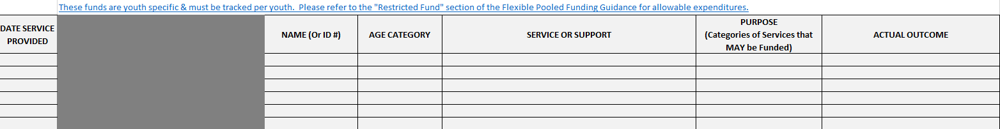 These funds are youth specific & must be tracked per youth.  Please refer to the "Restricted Fund" section of the Flexible Pooled Funding Guidance for allowable expenditures.
DATE SERVICE
PROVIDED
NAME (Or ID #)
AGE CATEGORY
SERVICE OR SUPPORT
PURPOSE
(Categories of Services that
MAY be Funded)
ACTUAL OUTCOME